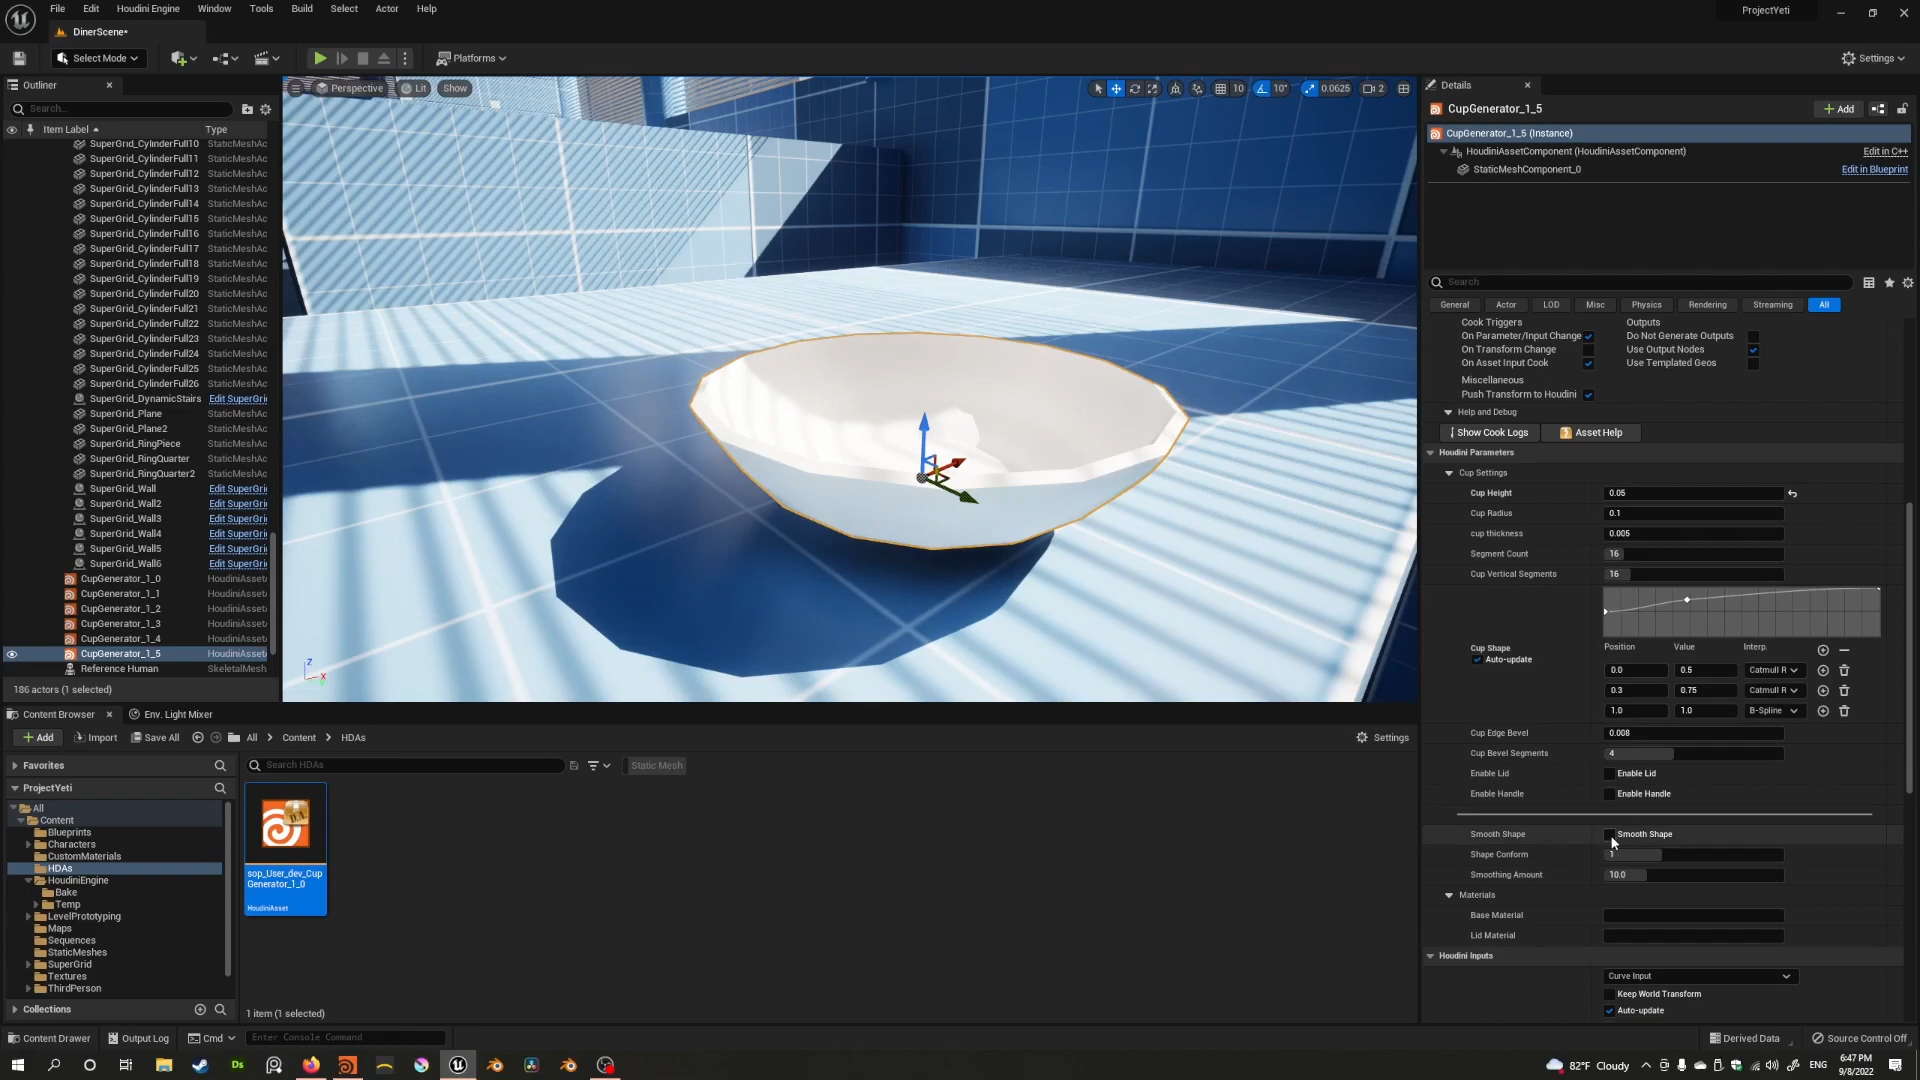 File Edit Houdini Engine Window Tools Build Select Actor Help
ProjectYeti
DinerScene*
Select Mode
Platforms
Settings
Outliner
Search...
Item Label Type
SuperGrid_CylinderFull10 StaticMeshAc
SuperGrid_CylinderFull11 StaticMeshAc
SuperGrid_CylinderFull12 StaticMeshAc
SuperGrid_CylinderFull13 StaticMeshAc
SuperGrid_CylinderFull14 StaticMeshAc
SuperGrid_CylinderFull15 StaticMeshAc
SuperGrid_CylinderFull16 StaticMeshAc
SuperGrid_CylinderFull17 StaticMeshAc
SuperGrid_CylinderFull18 StaticMeshAc
SuperGrid_CylinderFull19 StaticMeshAc
SuperGrid_CylinderFull20 StaticMeshAc
SuperGrid_CylinderFull21 StaticMeshAc
SuperGrid_CylinderFull22 StaticMeshAc
SuperGrid_CylinderFull23 StaticMeshAc
SuperGrid_CylinderFull24 StaticMeshAc
SuperGrid_CylinderFull25 StaticMeshAc
SuperGrid_CylinderFull26 StaticMeshAc
SuperGrid_DynamicStairs Edit SuperGri
SuperGrid_Plane StaticMeshAc
SuperGrid_Plane2 StaticMeshAc
SuperGrid_RingPiece StaticMeshAc
SuperGrid_RingQuarter StaticMeshAc
SuperGrid_RingQuarter2 StaticMeshAc
SuperGrid_Wall Edit SuperGri
SuperGrid_Wall2 Edit SuperGri
SuperGrid_Wall3 Edit SuperGri
SuperGrid_Wall4 Edit SuperGri
SuperGrid_Wall5 Edit SuperGri
SuperGrid_Wall6 Edit SuperGri
CupGenerator_1_0 HoudiniAsset
CupGenerator_1_1 HoudiniAsset
CupGenerator_1_2 HoudiniAsset
CupGenerator_1_3 HoudiniAsset
CupGenerator_1_4 HoudiniAsset
CupGenerator_1_5 HoudiniAsset
Reference Human SkeletalMesh
186 actors (1 selected)
Perspective Lit Show
10 10° 0.0625 2
Z
X
Details
CupGenerator_1_5
Add
CupGenerator_1_5 (Instance)
HoudiniAssetComponent (HoudiniAssetComponent) Edit in C++
StaticMeshComponent_0 Edit in Blueprint
Search
General Actor LOD Misc Physics Rendering Streaming All
Cook Triggers Outputs
On Parameter/Input Change Do Not Generate Outputs
On Transform Change Use Output Nodes
On Asset Input Cook Use Templated Geos
Miscellaneous
Push Transform to Houdini
Help and Debug
Show Cook Logs Asset Help
Houdini Parameters
Cup Settings
Cup Height 0.05
Cup Radius 0.1
cup thickness 0.005
Segment Count 16
Cup Vertical Segments 16
Cup Shape
Auto-update
Position Value Interp.
0.0 0.5 Catmull R
0.3 0.75 Catmull R
1.0 1.0 B-Spline
Cup Edge Bevel 0.008
Cup Bevel Segments 4
Enable Lid Enable Lid
Enable Handle Enable Handle
Smooth Shape Smooth Shape
Shape Conform 1
Smoothing Amount 10.0
Materials
Base Material
Lid Material
Houdini Inputs
Curve Input
Keep World Transform
Auto-update
Content Browser Env. Light Mixer
Add Import Save All All Content HDAs
Settings
Favorites
ProjectYeti
All
Content
Blueprints
Characters
CustomMaterials
HDAs
HoudiniEngine
Bake
Temp
LevelPrototyping
Maps
Sequences
StaticMeshes
SuperGrid
Textures
ThirdPerson
Collections
Search HDAs
Static Mesh
sop_User_dev_Cup
Generator_1_0
HoudiniAsset
1 item (1 selected)
Content Drawer Output Log Cmd Enter Console Command
Derived Data Source Control Off
Ds
82°F Cloudy
ENG
6:47 PM
9/8/2022